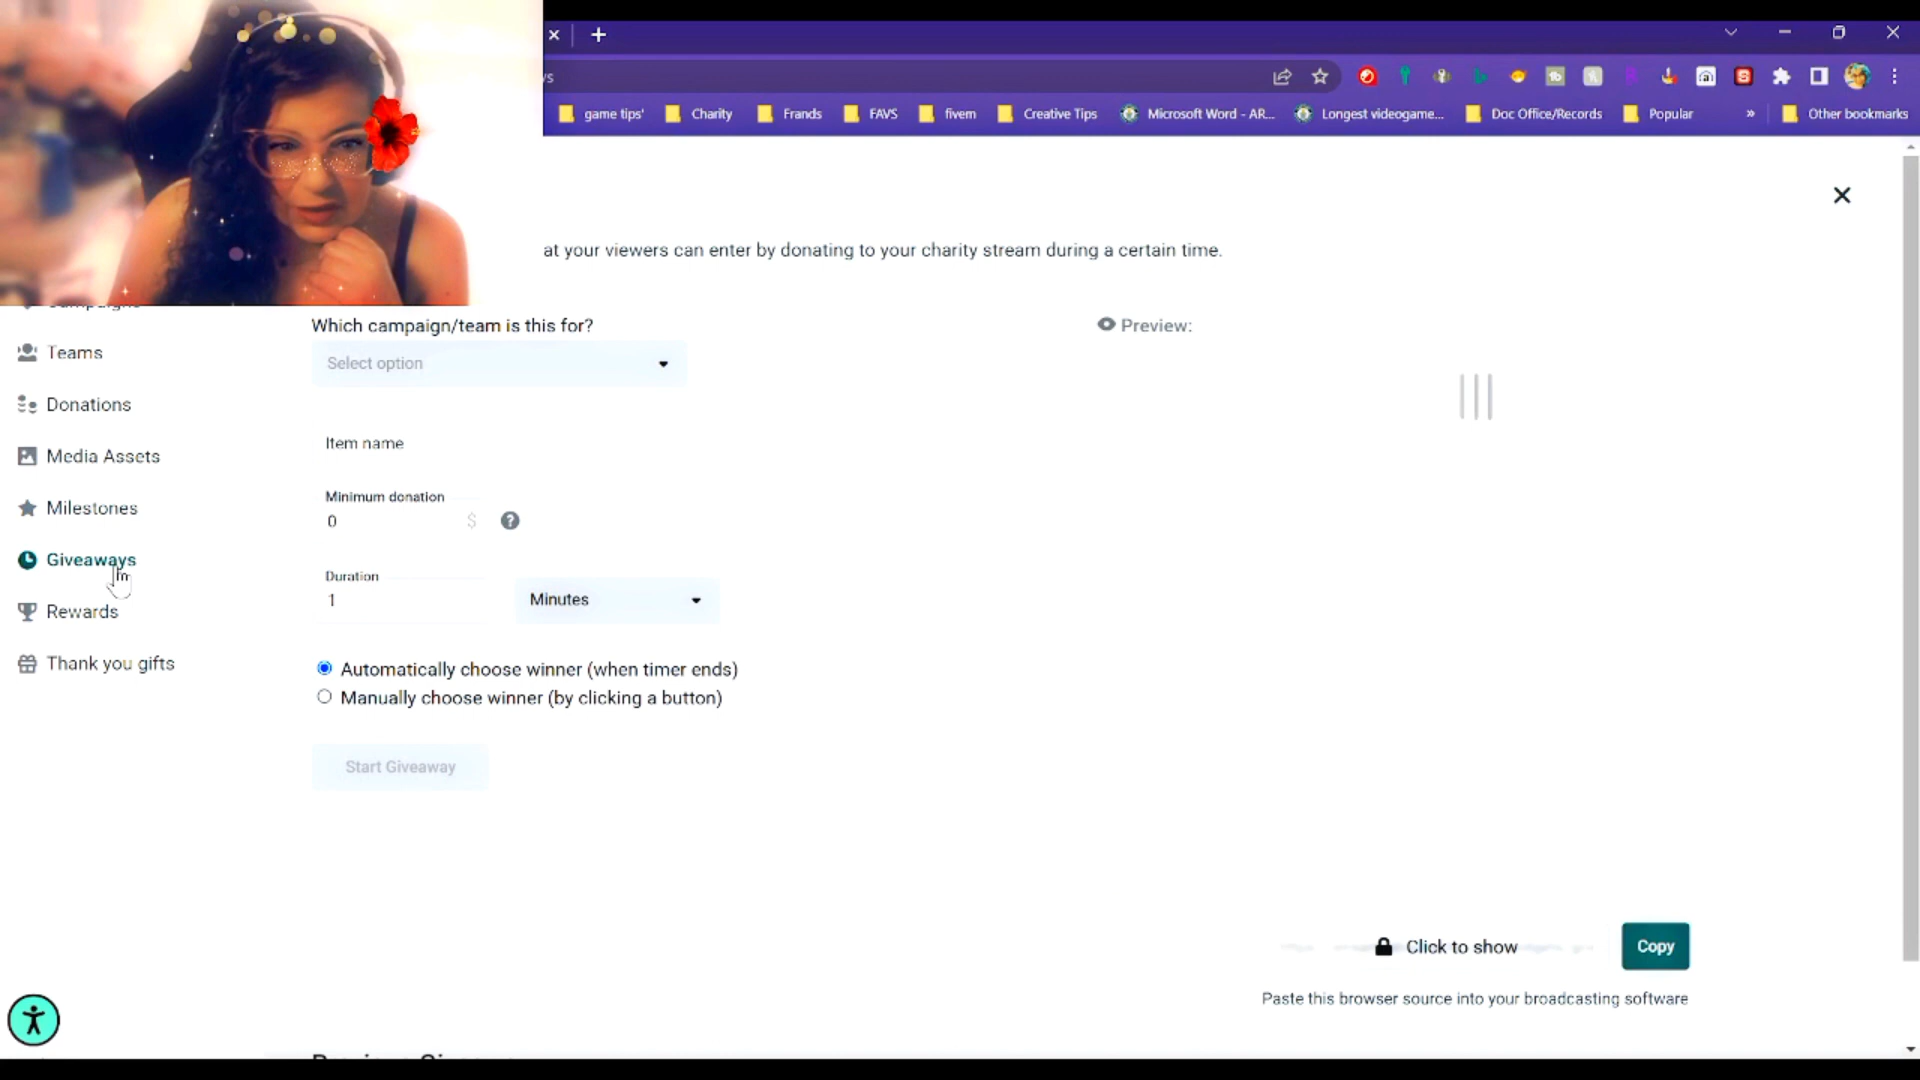 game tips'
Charity
Frands
FAVS
fivem
Creative Tips
Microsoft Word - AR...
Longest videogame...
Doc Office/Records
Popular
»
Other bookmarks
at your viewers can enter by donating to your charity stream during a certain time.
Teams
Donations
Media Assets
Milestones
Giveaways
Rewards
Thank you gifts
Which campaign/team is this for?
Select option
Item name
Minimum donation
0 $ ?
Duration
1 Minutes
Automatically choose winner (when timer ends)
Manually choose winner (by clicking a button)
Start Giveaway
Preview:
Click to show
Copy
Paste this browser source into your broadcasting software